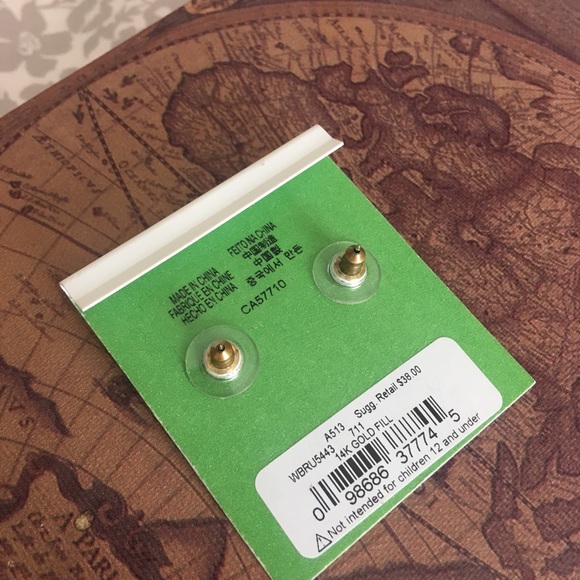 MADE IN CHINA
FABRIQUE EN CHINE
HECHO EN CHINA
FEITO NA CHINA
中国制造
中國製
중국에서 만든
CA57710
A513 Sugg. Retail $38.00
WBRU5443 711
14K GOLD FILL
0 98686 37774 5
Not intended for children 12 and under